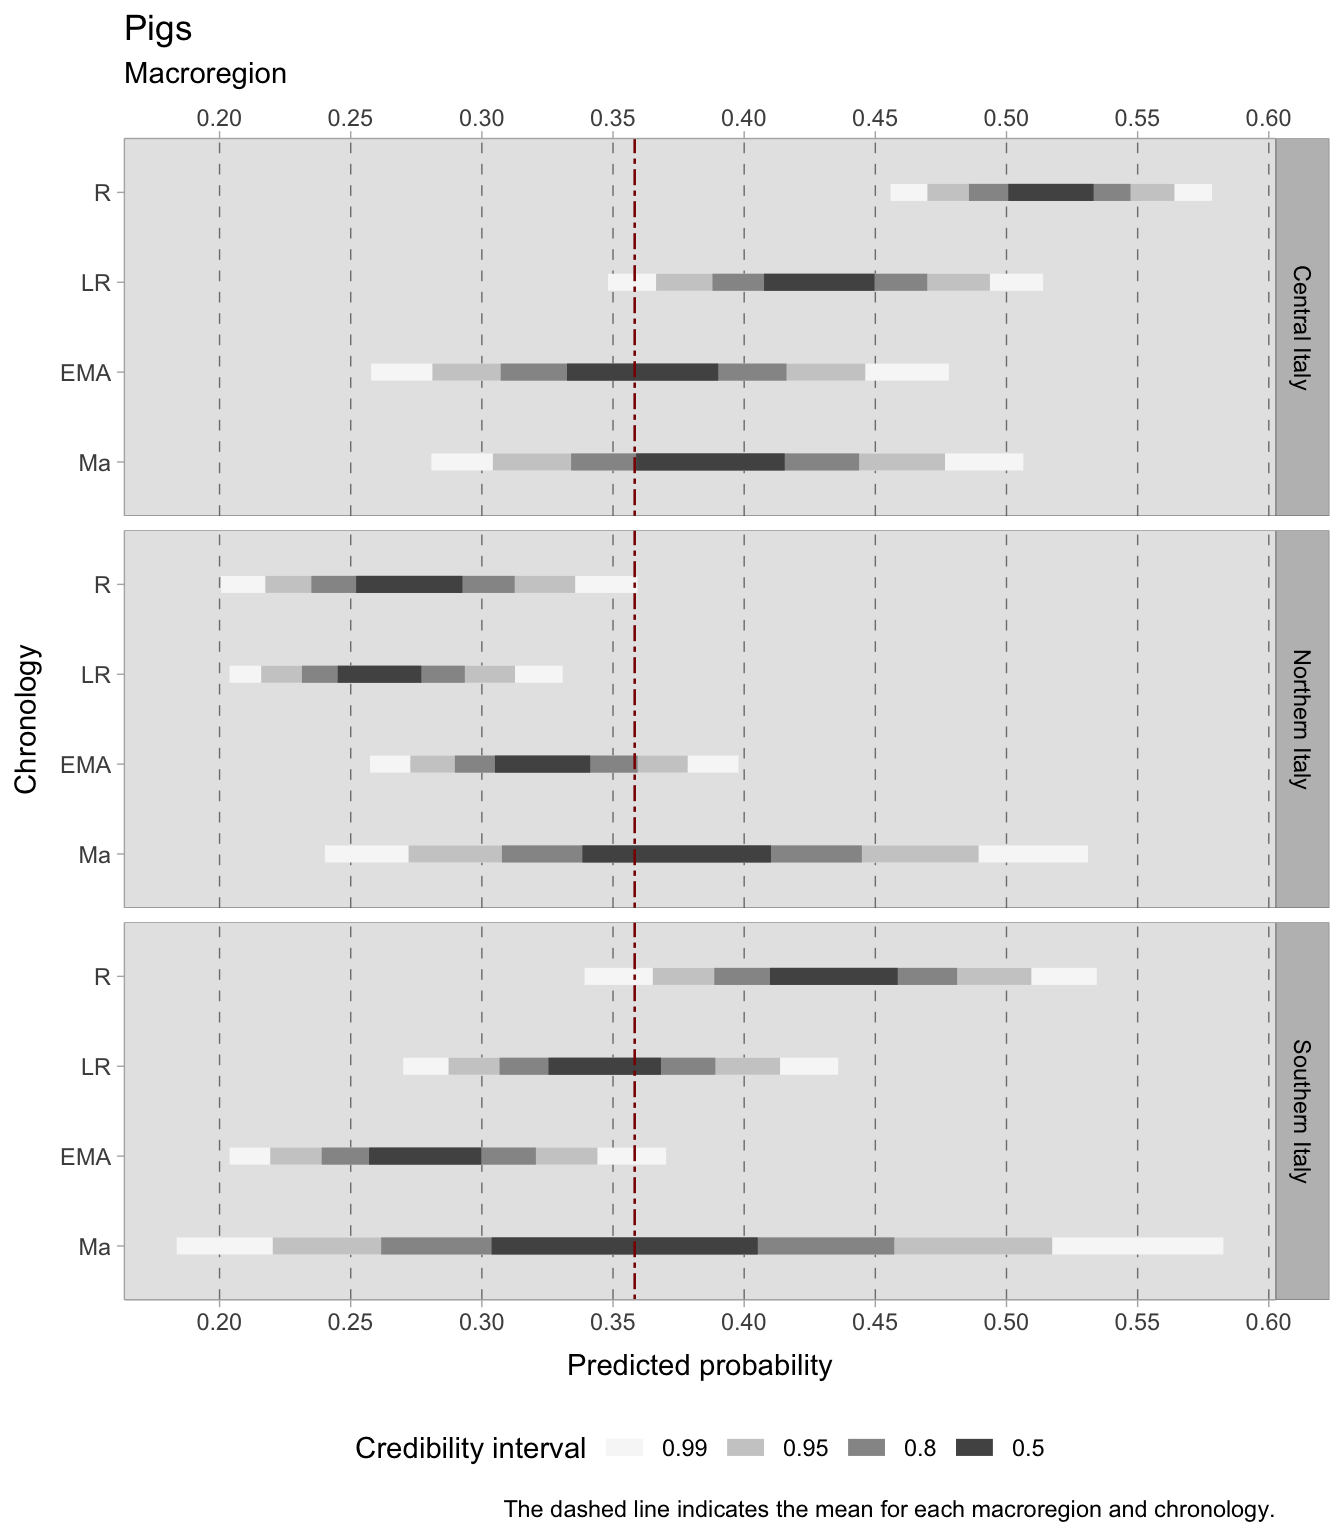 Pigs
Macroregion
0.20 0.25 0.30 0.35 0.40 0.45 0.50 0.55 0.60
R
LR
EMA
Ma
Central Italy
R
LR
EMA
Ma
Northern Italy
R
LR
EMA
Ma
Southern Italy
Chronology
0.20 0.25 0.30 0.35 0.40 0.45 0.50 0.55 0.60
Predicted probability
Credibility interval 0.99 0.95 0.8 0.5
The dashed line indicates the mean for each macroregion and chronology.